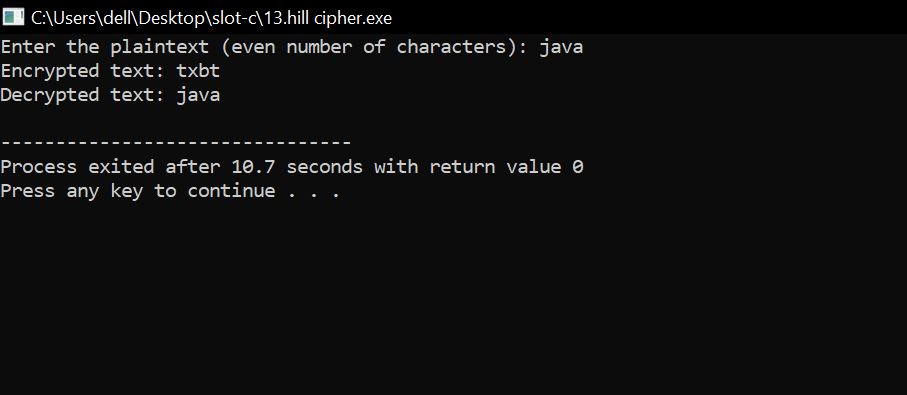 C:\Users\dell\Desktop\slot-c\13.hill cipher.exe
Enter the plaintext (even number of characters): java
Encrypted text: txbt
Decrypted text: java
--------------------------------
Process exited after 10.7 seconds with return value 0
Press any key to continue . . .